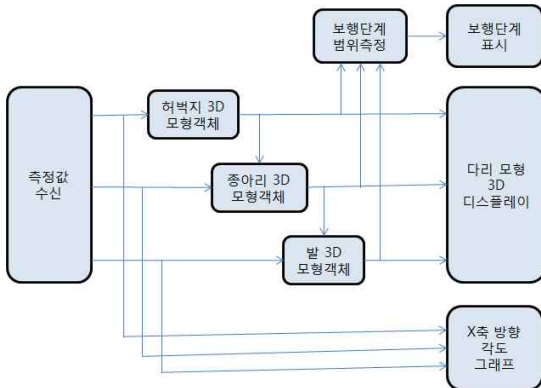 보행단계
범위측정
보행단계
표시
허벅지 3D
모형객체
측정값
수신
종아리 3D
모형객체
다리 모형
3D
디스플레이
발 3D
모형객체
X축 방향
각도
그래프